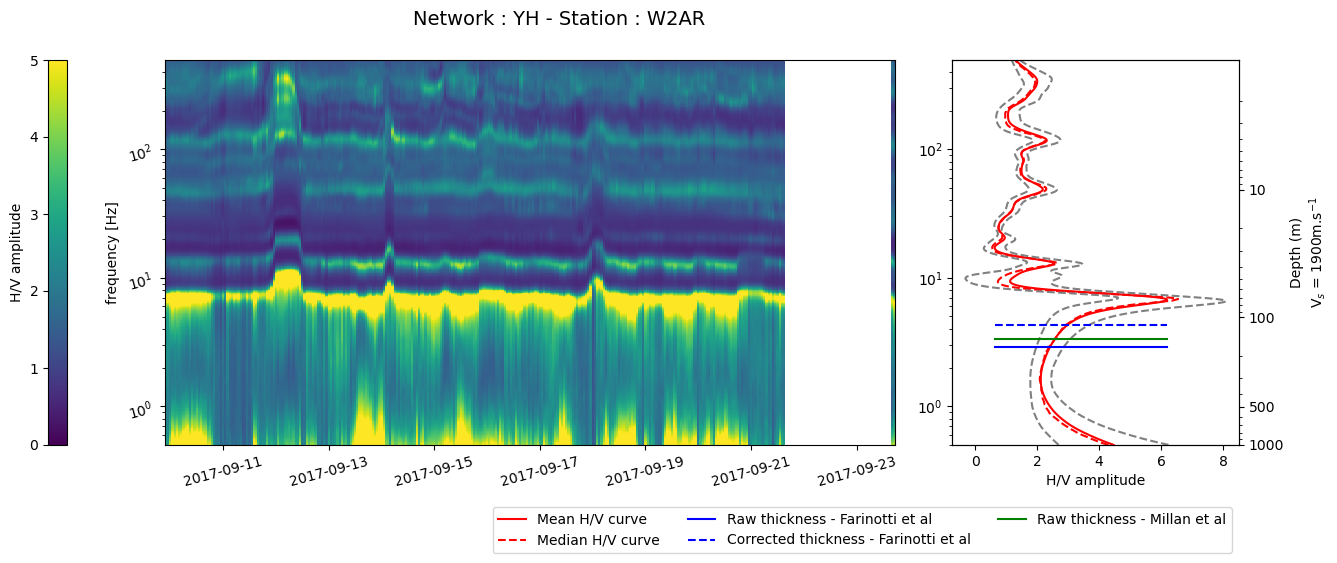 Network : YH - Station : W2AR
H/V amplitude
5
4
3
2
1
0
frequency [Hz]
10²
10¹
10⁰
2017-09-11
2017-09-13
2017-09-15
2017-09-17
2017-09-19
2017-09-21
2017-09-23
10²
10¹
10⁰
0
2
4
6
8
H/V amplitude
10
100
500
1000
Depth (m)
Vₛ = 1900m.s⁻¹
Mean H/V curve
Median H/V curve
Raw thickness - Farinotti et al
Corrected thickness - Farinotti et al
Raw thickness - Millan et al